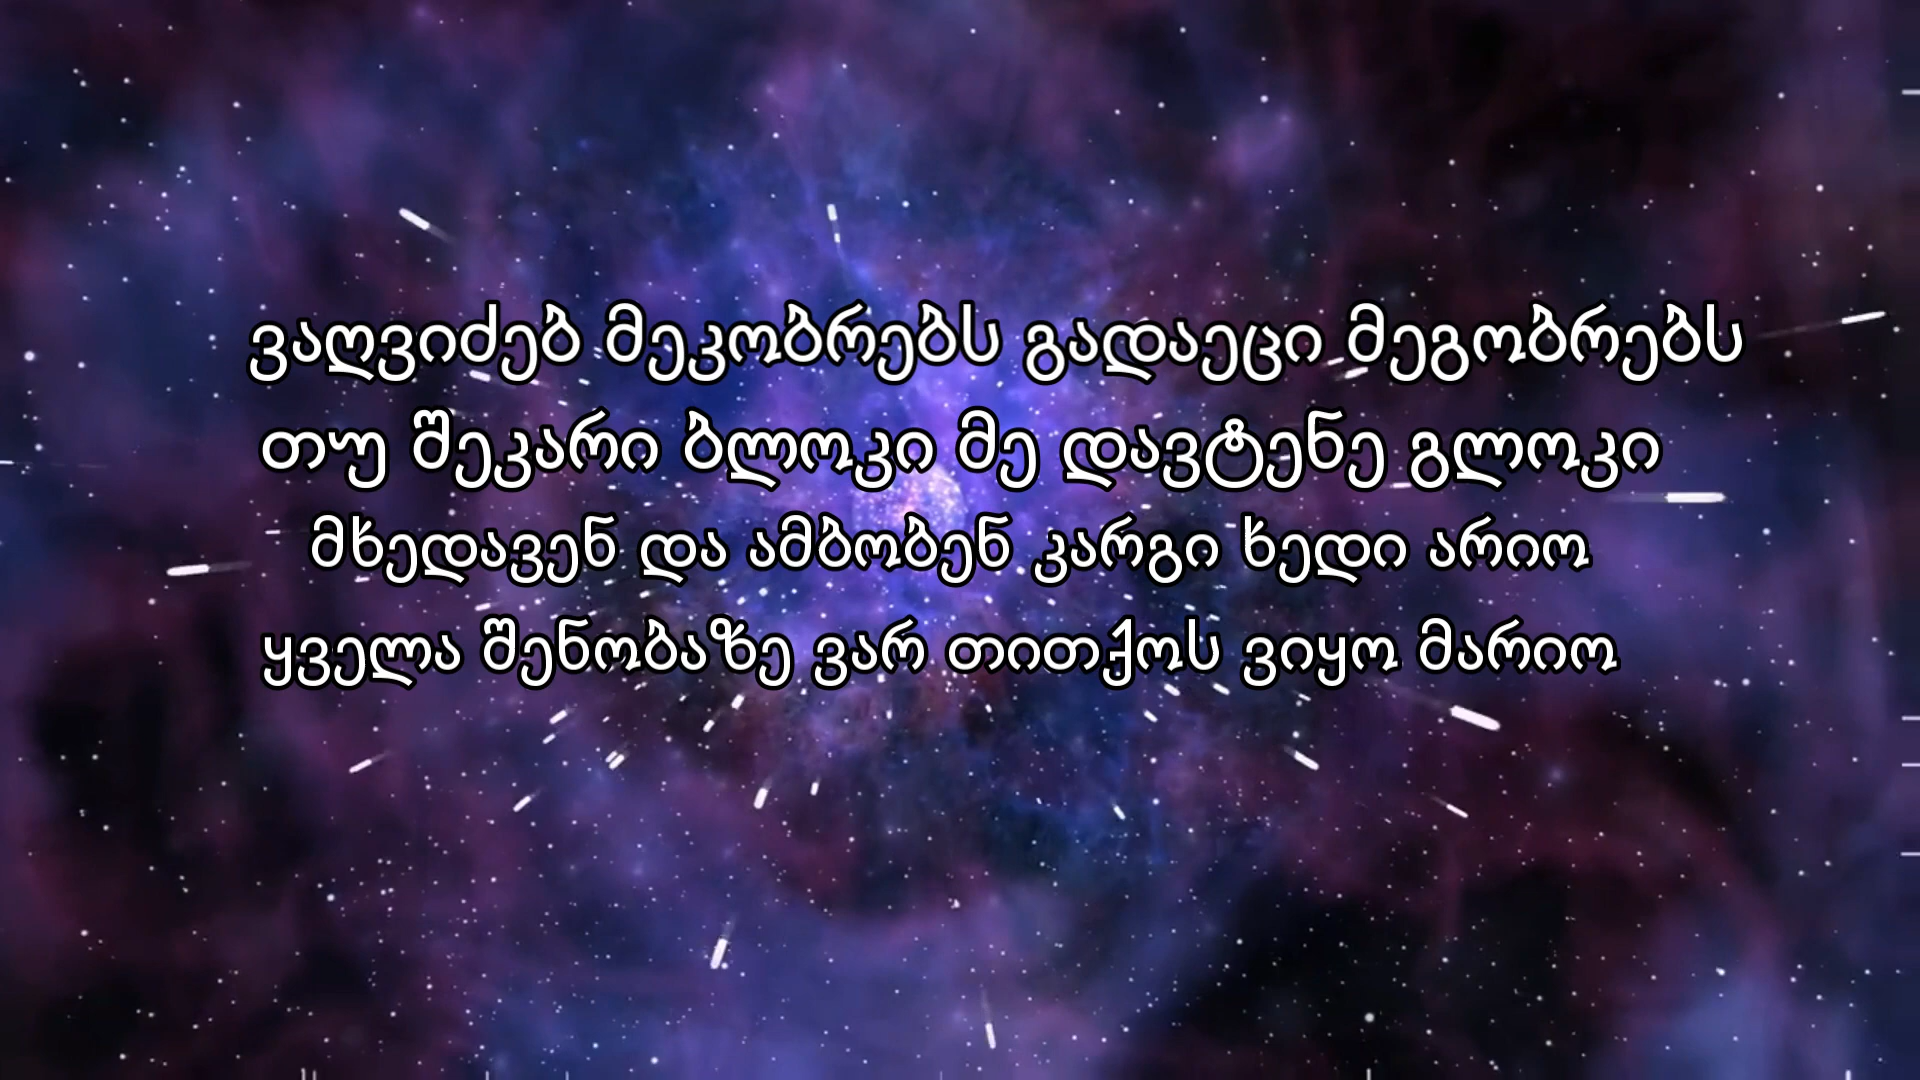 ვაღვიძებ მეკობრებს გადაეცი მეგობრებს
თუ შეკარი ბლოკი მე დავტენე გლოკი
მხედავენ და ამბობენ კარგი ხედი არიო
ყველა შენობაზე ვარ თითქოს ვიყო მარიო